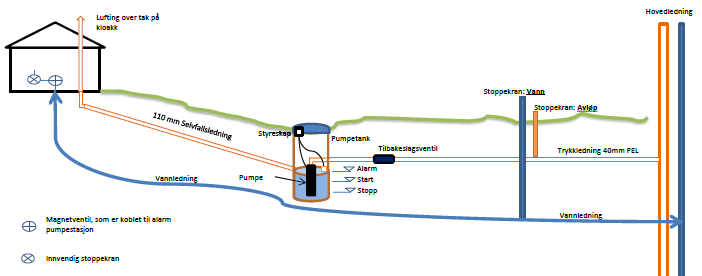 Hovedledning
Lufting over tak på
kloakk
Stoppekran: Vann
Stoppekran: Avløp
110 mm Selvfallsledning
Styreskap
Pumpetank
Tilbakeslagsventil
Trykkledning 40mm PEL
Alarm
Pumpe
Start
Vannledning
Stopp
Vannledning
Magnetventil, som er koblet til alarm
pumpestasjon
Innvendig stoppekran